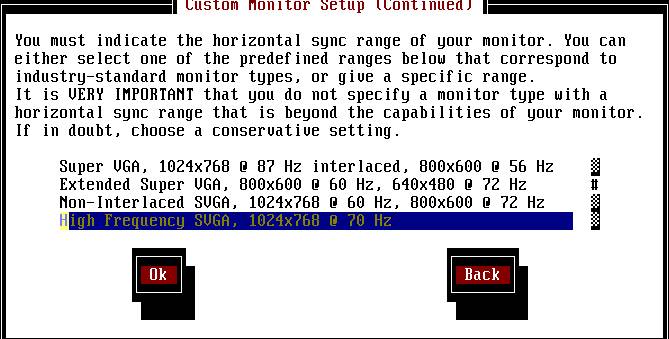 Custom Monitor Setup (Continued)
You must indicate the horizontal sync range of your monitor. You can
either select one of the predefined ranges below that correspond to
industry-standard monitor types, or give a specific range.
It is VERY IMPORTANT that you do not specify a monitor type with a
horizontal sync range that is beyond the capabilities of your monitor.
If in doubt, choose a conservative setting.
Super VGA, 1024x768 @ 87 Hz interlaced, 800x600 @ 56 Hz
Extended Super VGA, 800x600 @ 60 Hz, 640x480 @ 72 Hz #
Non-Interlaced SVGA, 1024x768 @ 60 Hz, 800x600 @ 72 Hz
High Frequency SVGA, 1024x768 @ 70 Hz
Ok Back